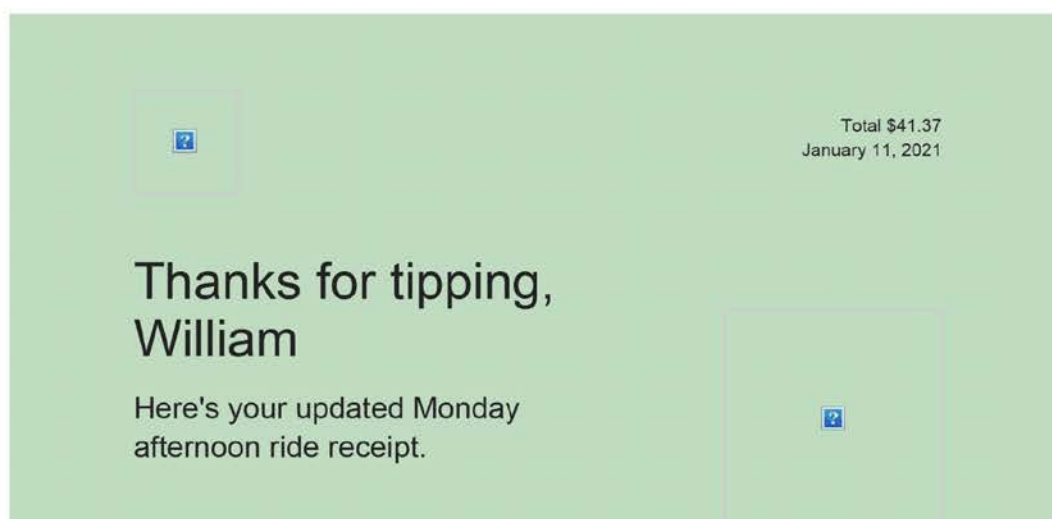 Total $41.37
January 11, 2021
Thanks for tipping,
William
Here's your updated Monday
afternoon ride receipt.